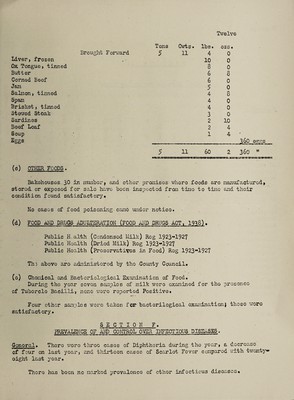 Twelve
Tons Cwts. lbs. ozs.
Brought Forward 5 11 4 0
Liver, frozen 10 0
Ox Tongue, tinned 8 0
Butter 6 8
Corned Beef 6 0
Jam 5 0
Salmon, tinned 4 8
Spam 4 0
Brisket, tinned 4 0
Stewed Steak 3 0
Sardines 2 10
Beef Loaf 2 4
Soup 1 4
Eggs 360 eggs
5 11 60 2 360 "
(c) OTHER FOODS.
Bakehouses 30 in number, and other premises where foods are manufactured,
stored or exposed for sale have been inspected from time to time and their
condition found satisfactory.
No cases of food poisoning came under notice.
(d) FOOD AND DRUGS ADULTERATION (FOOD AND DRUGS ACT, 1938).
Public Health (Condensed Milk) Reg 1923-1927
Public Health (Dried Milk) Reg 1923-1927
Public Health (Preservatives in Food) Reg 1923-1927
The above are administered by the County Council.
(e) Chemical and Bacteriological Examination of Food.
During the year seven samples of milk were examined for the presence
of Tubercle Bacilli, none were reported Positive.
Four other samples were taken for bacterilogical examination; these were
satisfactory.
SECTION F.
PREVALENCE OF AND CONTROL OVER INFECTIOUS DISEASES.
General. There were three cases of Diphtheria during the year, a decrease
of four on last year, and thirteen cases of Scarlet Fever compared with twenty-
eight last year.
There has been no marked prevalence of other infectious diseases.